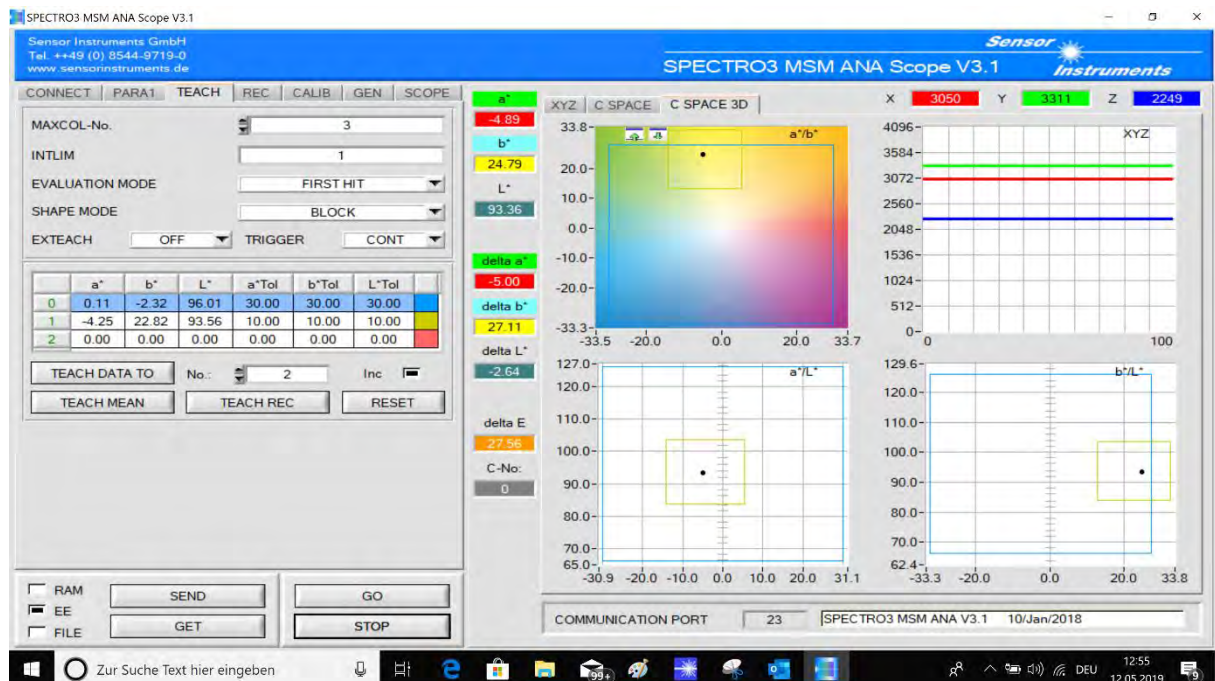 SPECTRO3 MSM ANA Scope V3.1
Sensor Instruments GmbH
Tel. ++49 (0) 8544-9719-0
www.sensorinstruments.de
SPECTRO3 MSM ANA Scope V3.1
Sensor Instruments
CONNECT PARA1 TEACH REC CALIB GEN SCOPE
MAXCOL-No. 3
INTLIM 1
EVALUATION MODE FIRST HIT
SHAPE MODE BLOCK
EXTEACH OFF TRIGGER CONT
a* b* L* a*Tol b*Tol L*Tol
0 0.11 -2.32 96.01 30.00 30.00 30.00
1 -4.25 22.82 93.56 10.00 10.00 10.00
2 0.00 0.00 0.00 0.00 0.00 0.00
TEACH DATA TO No.: 2 Inc
TEACH MEAN TEACH REC RESET
RAM
EE
FILE
SEND GO
GET STOP
a*
-4.89
b*
24.79
L*
93.36
delta a*
-5.00
delta b*
27.11
delta L*
-2.64
delta E
27.56
C-No:
0
XYZ C SPACE C SPACE 3D
X 3050 Y 3311 Z 2249
a*/b*
33.8
20.0
10.0
0.0
-10.0
-20.0
-33.3
-33.5 -20.0 0.0 20.0 33.7
XYZ
4096
3584
3072
2560
2048
1536
1024
512
0
0 100
a*/L*
127.0
120.0
110.0
100.0
90.0
80.0
70.0
65.0
-30.9 -20.0 -10.0 0.0 10.0 20.0 31.1
b*/L*
129.6
120.0
110.0
100.0
90.0
80.0
70.0
62.4
-33.3 -20.0 0.0 20.0 33.8
COMMUNICATION PORT 23 SPECTRO3 MSM ANA V3.1 10/Jan/2018
Zur Suche Text hier eingeben
99+
DEU
12:55
12.05.2019
9